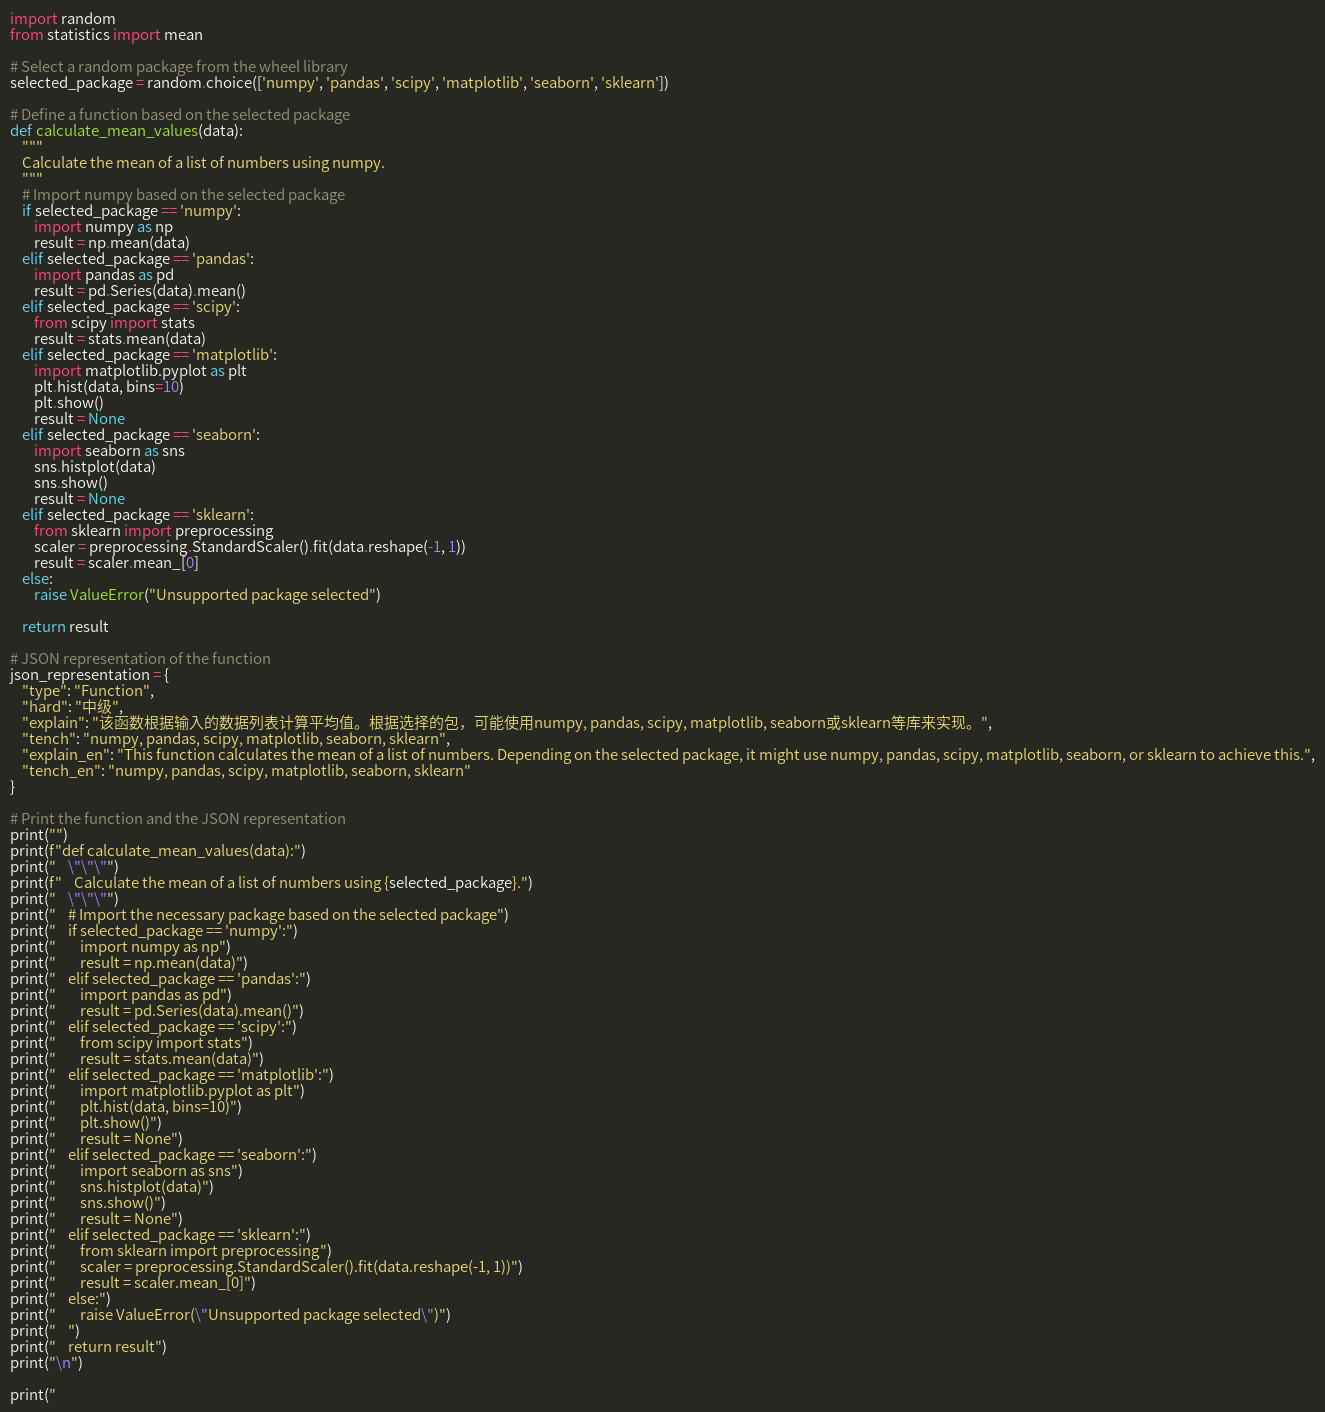 import random
from statistics import mean

# Select a random package from the wheel library
selected_package = random.choice(['numpy', 'pandas', 'scipy', 'matplotlib', 'seaborn', 'sklearn'])

# Define a function based on the selected package
def calculate_mean_values(data):
    """
    Calculate the mean of a list of numbers using numpy.
    """
    # Import numpy based on the selected package
    if selected_package == 'numpy':
        import numpy as np
        result = np.mean(data)
    elif selected_package == 'pandas':
        import pandas as pd
        result = pd.Series(data).mean()
    elif selected_package == 'scipy':
        from scipy import stats
        result = stats.mean(data)
    elif selected_package == 'matplotlib':
        import matplotlib.pyplot as plt
        plt.hist(data, bins=10)
        plt.show()
        result = None
    elif selected_package == 'seaborn':
        import seaborn as sns
        sns.histplot(data)
        sns.show()
        result = None
    elif selected_package == 'sklearn':
        from sklearn import preprocessing
        scaler = preprocessing.StandardScaler().fit(data.reshape(-1, 1))
        result = scaler.mean_[0]
    else:
        raise ValueError("Unsupported package selected")

    return result

# JSON representation of the function
json_representation = {
    "type": "Function",
    "hard": "中级",
    "explain": "该函数根据输入的数据列表计算平均值。根据选择的包，可能使用numpy, pandas, scipy, matplotlib, seaborn或sklearn等库来实现。",
    "tench": "numpy, pandas, scipy, matplotlib, seaborn, sklearn",
    "explain_en": "This function calculates the mean of a list of numbers. Depending on the selected package, it might use numpy, pandas, scipy, matplotlib, seaborn, or sklearn to achieve this.",
    "tench_en": "numpy, pandas, scipy, matplotlib, seaborn, sklearn"
}

# Print the function and the JSON representation
print("")
print(f"def calculate_mean_values(data):")
print("    \"\"\"")
print(f"    Calculate the mean of a list of numbers using {selected_package}.")
print("    \"\"\"")
print("    # Import the necessary package based on the selected package")
print("    if selected_package == 'numpy':")
print("        import numpy as np")
print("        result = np.mean(data)")
print("    elif selected_package == 'pandas':")
print("        import pandas as pd")
print("        result = pd.Series(data).mean()")
print("    elif selected_package == 'scipy':")
print("        from scipy import stats")
print("        result = stats.mean(data)")
print("    elif selected_package == 'matplotlib':")
print("        import matplotlib.pyplot as plt")
print("        plt.hist(data, bins=10)")
print("        plt.show()")
print("        result = None")
print("    elif selected_package == 'seaborn':")
print("        import seaborn as sns")
print("        sns.histplot(data)")
print("        sns.show()")
print("        result = None")
print("    elif selected_package == 'sklearn':")
print("        from sklearn import preprocessing")
print("        scaler = preprocessing.StandardScaler().fit(data.reshape(-1, 1))")
print("        result = scaler.mean_[0]")
print("    else:")
print("        raise ValueError(\"Unsupported package selected\")")
print("    ")
print("    return result")
print("\n")

print("